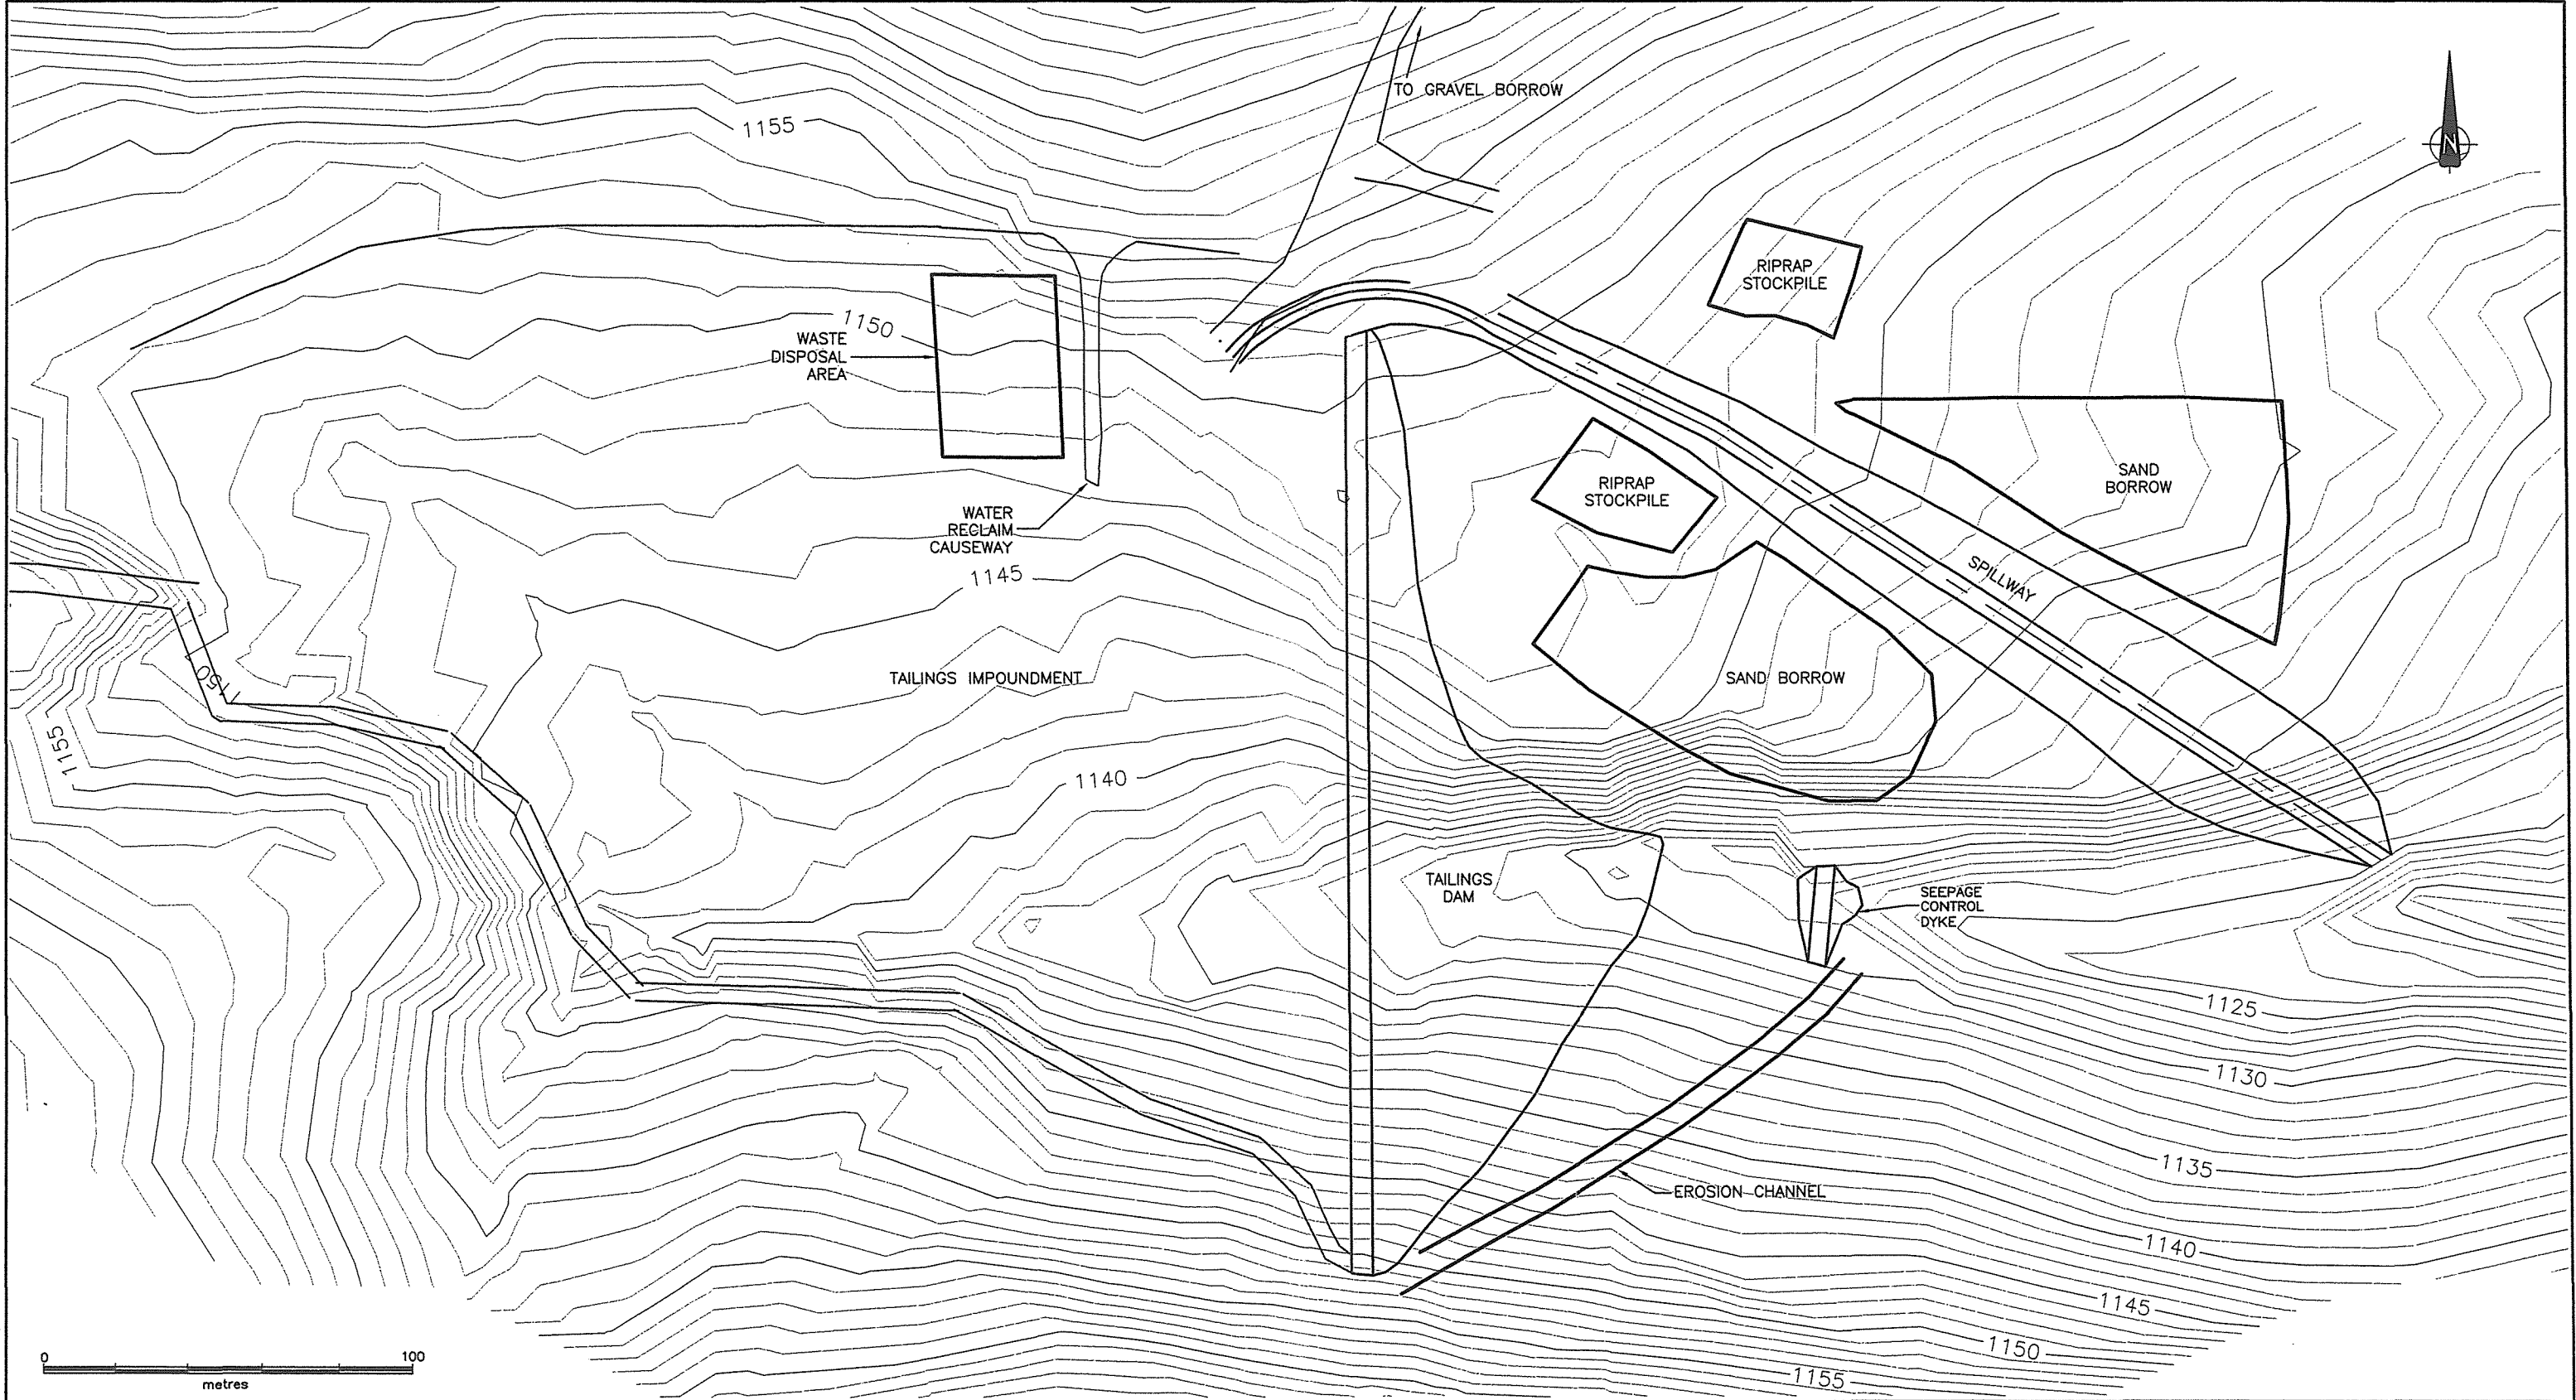 TO GRAVEL BORROW
1155
N
RIPRAP
STOCKPILE
1150
WASTE
DISPOSAL
AREA
RIPRAP
STOCKPILE
SAND
BORROW
WATER
RECLAIM
CAUSEWAY
1145
SPILLWAY
TAILINGS IMPOUNDMENT
SAND BORROW
1150
1155
1140
TAILINGS
DAM
SEEPAGE
CONTROL
DYKE
1125
1130
1135
EROSION CHANNEL
1140
1145
1150
1155
0 100
metres